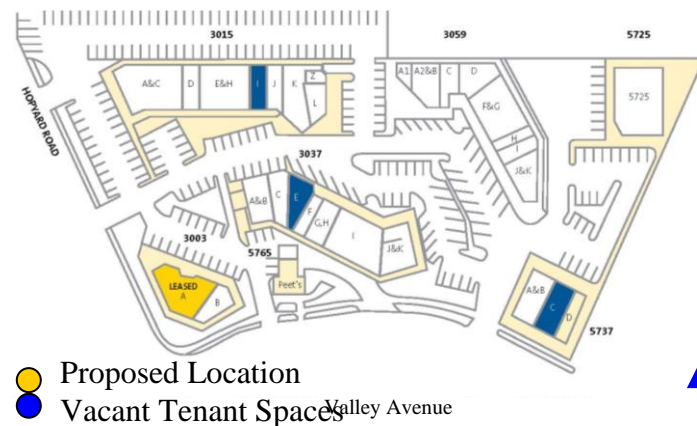 3015
3059
5725
A&C
D
E&H
I
J
K
Z
L
A1
A2&B
C
D
F&G
H
I
J&K
5725
HOPYARD ROAD
3037
A&B
C
E
F
G,H
I
J&K
3003
5765
LEASED
A
B
Peet's
A&B
C
D
5737
Proposed Location
Vacant Tenant Spaces
Valley Avenue